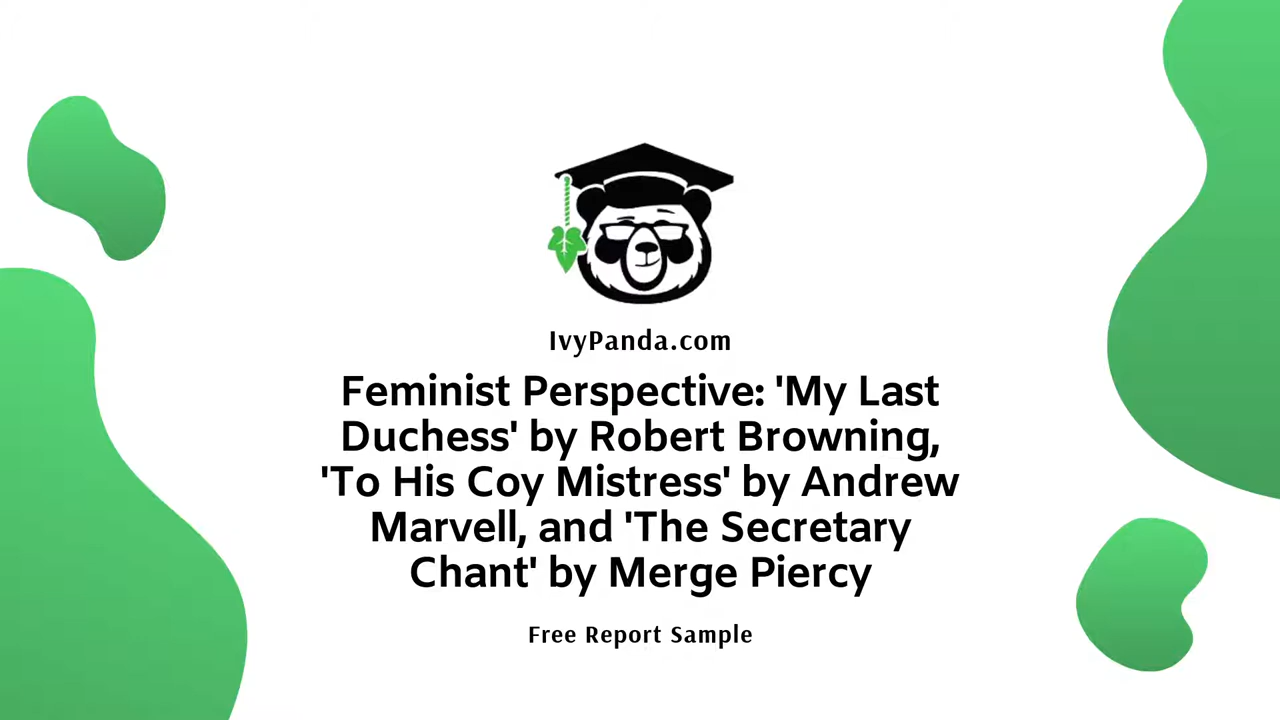 IvyPanda.com
Feminist Perspective: 'My Last
Duchess' by Robert Browning,
'To His Coy Mistress' by Andrew
Marvell, and 'The Secretary
Chant' by Merge Piercy
Free Report Sample